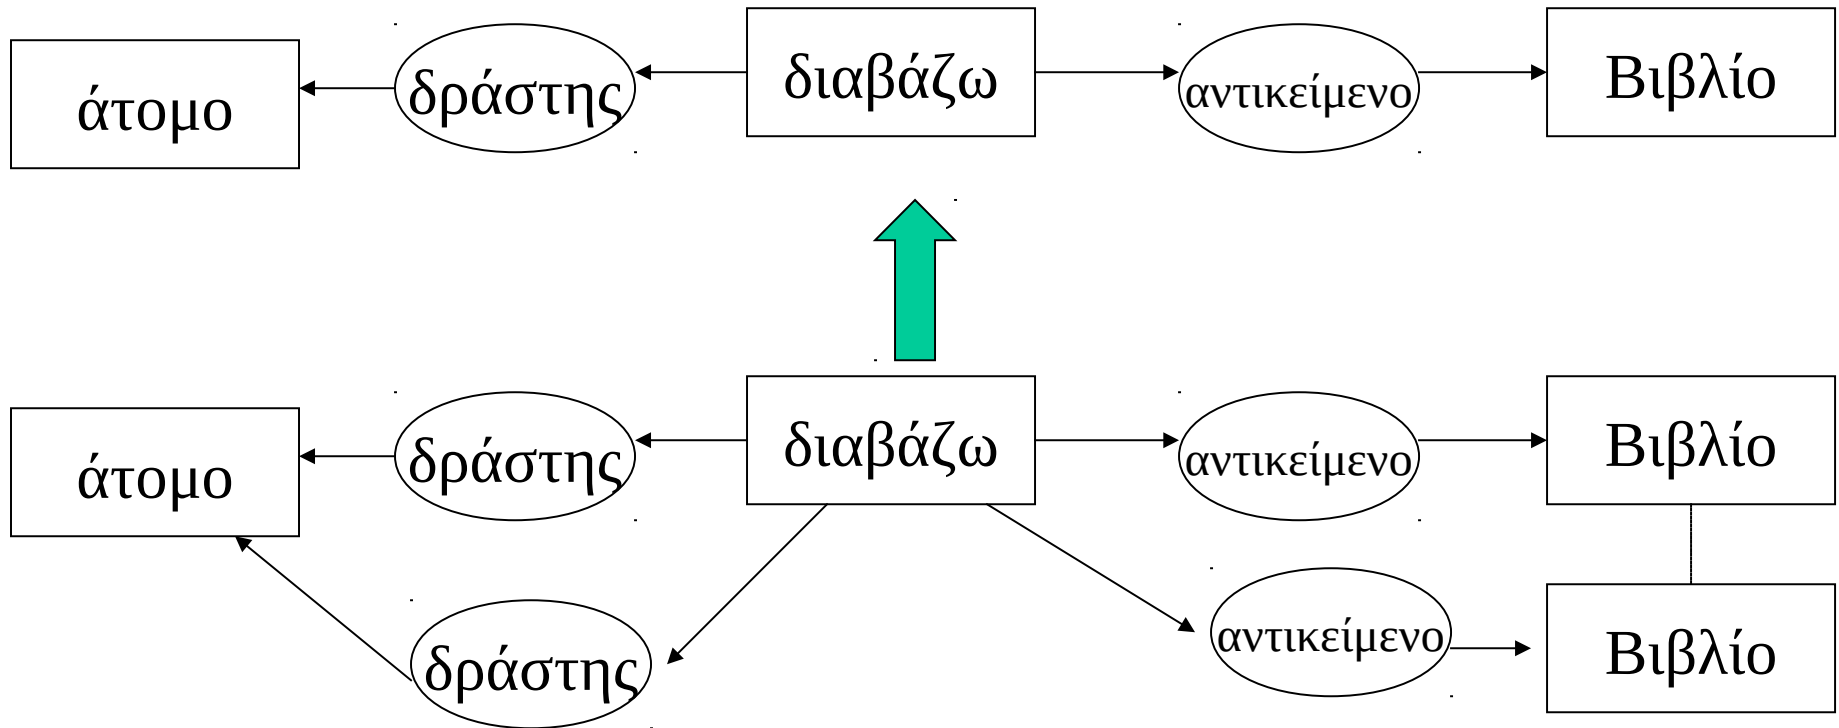 άτομο
δράστης
διαβάζω
αντικείμενο
Βιβλίο
άτομο
δράστης
διαβάζω
αντικείμενο
Βιβλίο
δράστης
αντικείμενο
Βιβλίο